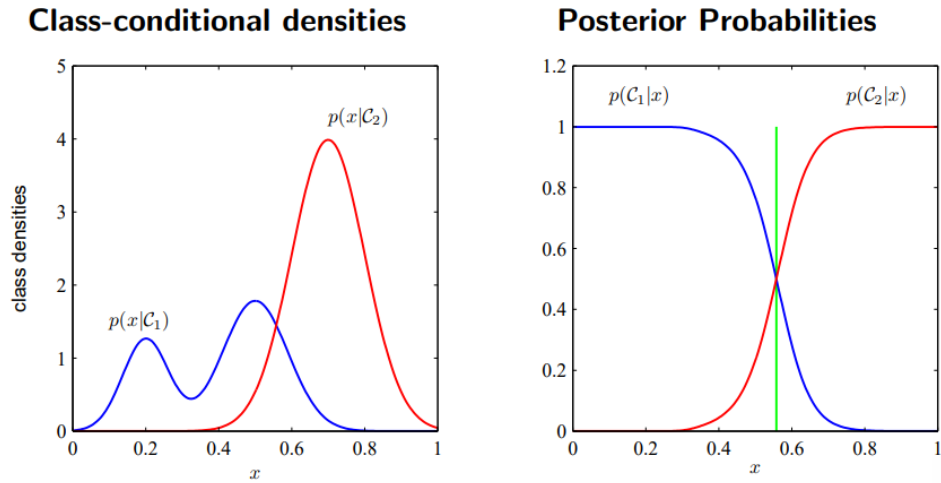 Class-conditional densities
5
4
3
2
1
0
class densities
p(x|C₁)
p(x|C₂)
0 0.2 0.4 0.6 0.8 1
x
Posterior Probabilities
1.2
1
0.8
0.6
0.4
0.2
0
p(C₁|x)
p(C₂|x)
0 0.2 0.4 0.6 0.8 1
x